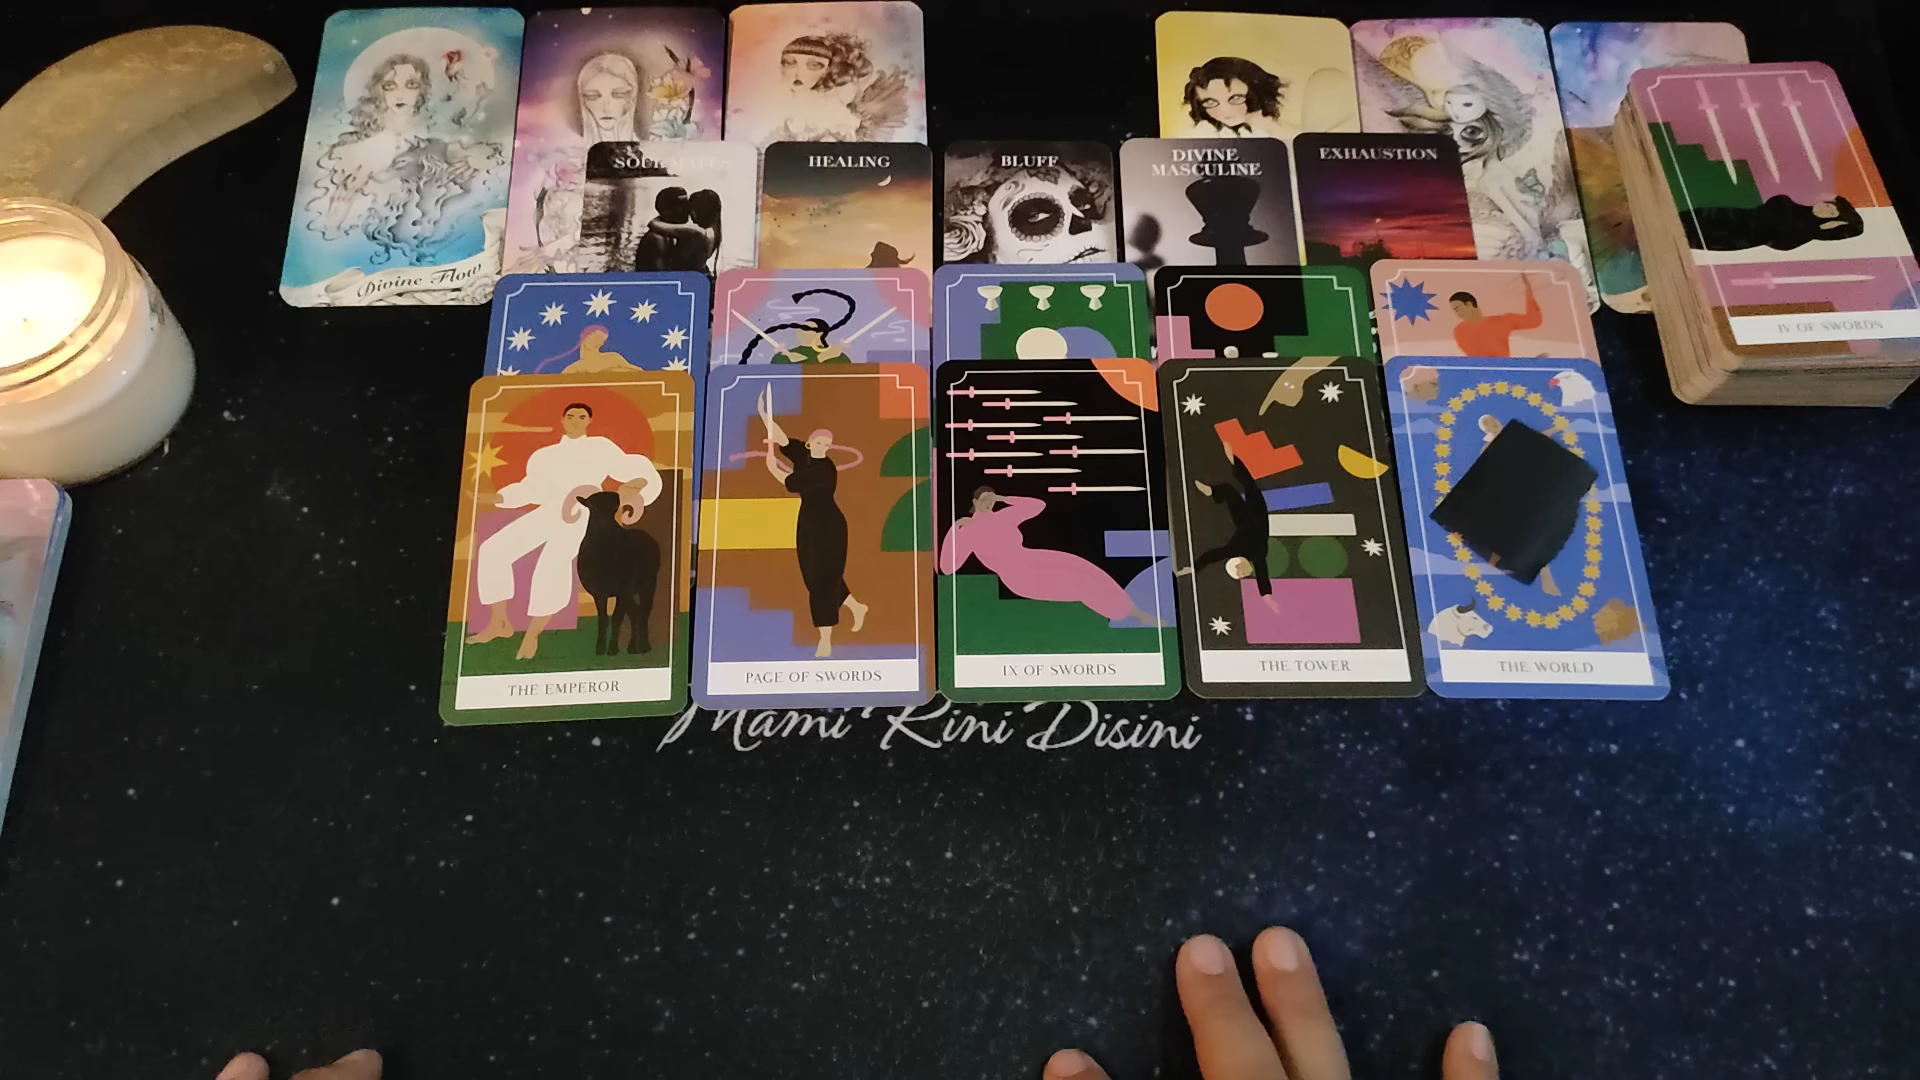 Divine Flow
SOULMATES
HEALING
BLUFF
DIVINE
MASCULINE
EXHAUSTION
IV OF SWORDS
THE EMPEROR
PAGE OF SWORDS
IX OF SWORDS
THE TOWER
THE WORLD
Mami Rini Disini